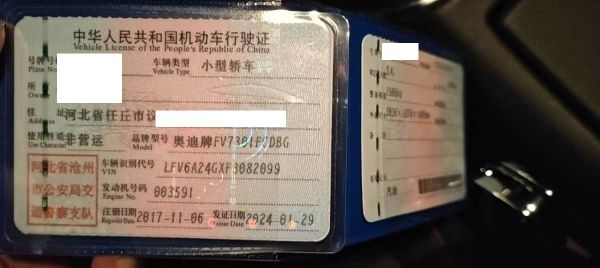 中华人民共和国机动车行驶证
Vehicle License of the People's Republic of China
号牌号
Plate No.
车辆类型
Vehicle Type
小型轿车
所
Owner
住 址
Address
河北省任丘市议
使用性质
Use Character
非营运
品牌型号
Model
奥迪牌FV7301FCDBG
河北省沧州
市公安局交
通警察支队
车辆识别代号
VIN
LFV6A24GXF3082099
发动机号码
Engine No.
003591
注册日期
Register Date
2017-11-06
发证日期
Issue Date
2024-01-29
号
5人
汽油